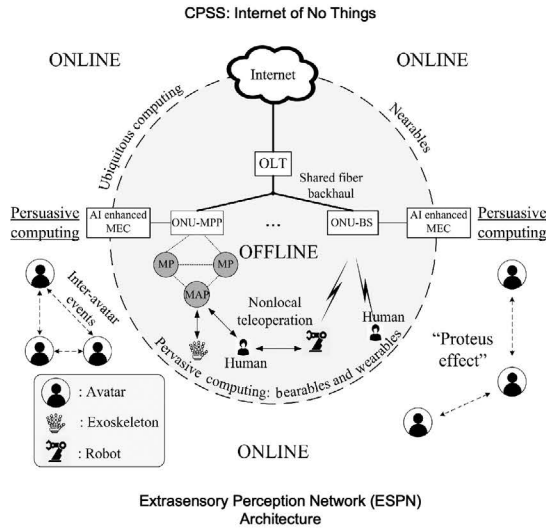 CPSS: Internet of No Things
ONLINE
ONLINE
Internet
Ubiquitous computing
Nearables
OLT
Shared fiber
backhaul
Persuasive
computing
AI enhanced
MEC
ONU-MPP
...
ONU-BS
AI enhanced
MEC
Persuasive
computing
OFFLINE
MP
MP
MAP
Inter-avatar
events
Nonlocal
teleoperation
Human
Human
"Proteus
effect"
Pervasive computing: bearables and wearables
: Avatar
: Exoskeleton
: Robot
ONLINE
Extrasensory Perception Network (ESPN)
Architecture